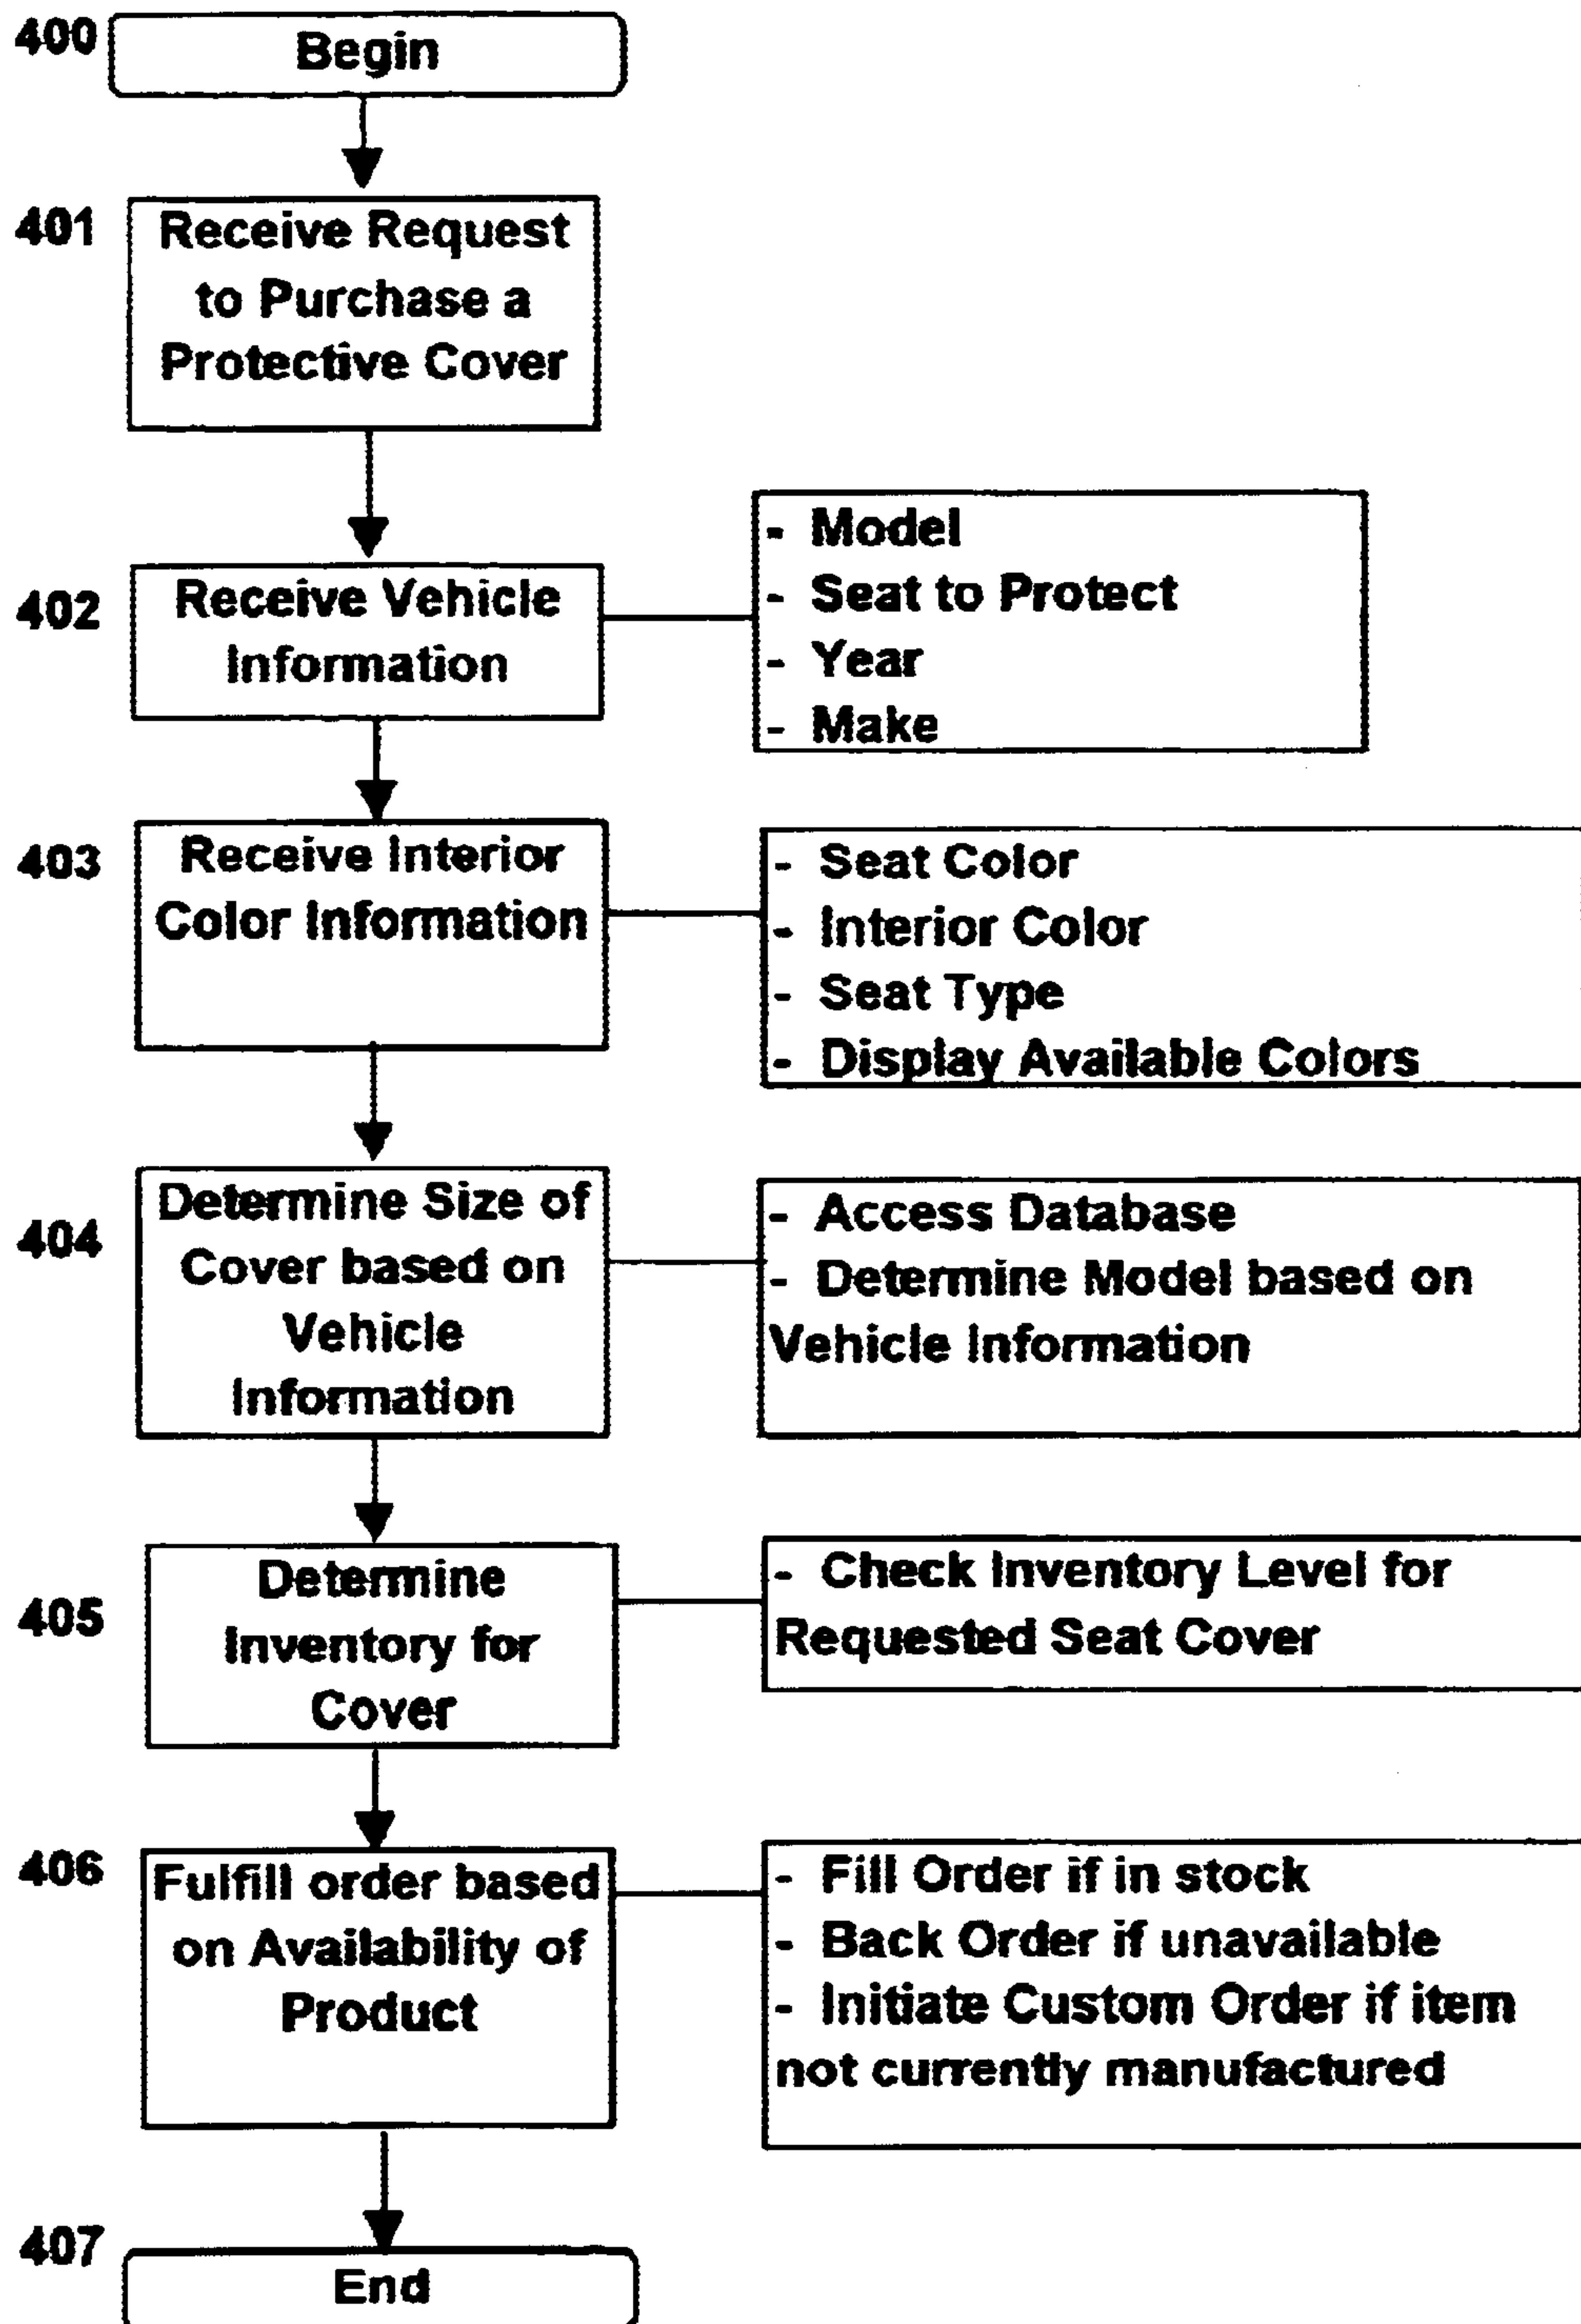 400
Begin
401
Receive Request
to Purchase a
Protective Cover
402
Receive Vehicle
Information
- Model
- Seat to Protect
- Year
- Make
403
Receive Interior
Color Information
- Seat Color
- Interior Color
- Seat Type
- Display Available Colors
404
Determine Size of
Cover based on
Vehicle
Information
- Access Database
- Determine Model based on
Vehicle Information
405
Determine
Inventory for
Cover
- Check Inventory Level for
Requested Seat Cover
406
Fulfill order based
on Availability of
Product
- Fill Order if in stock
- Back Order if unavailable
- Initiate Custom Order if item
not currently manufactured
407
End